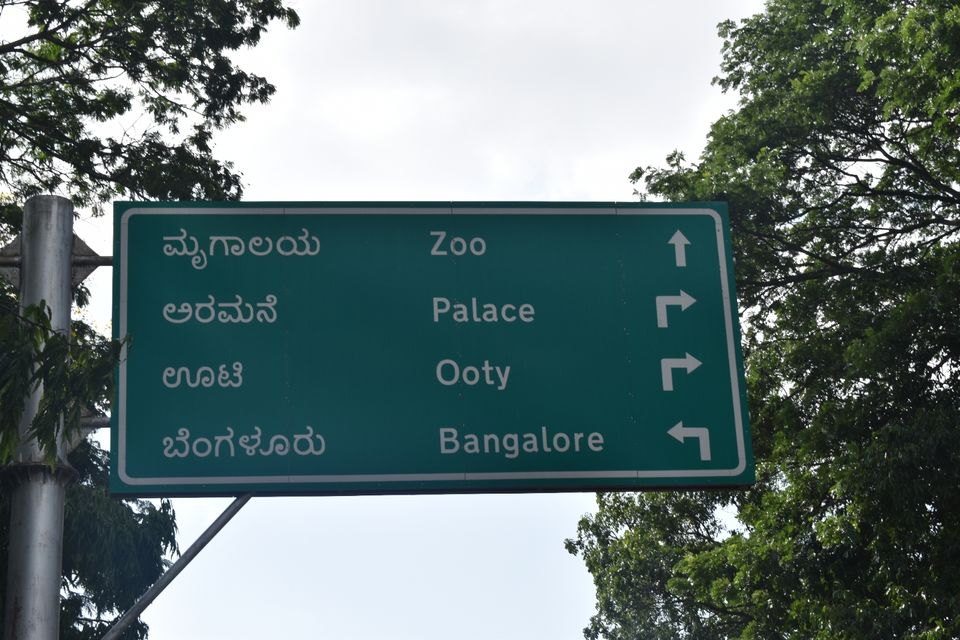 ಮೃಗಾಲಯ Zoo
ಅರಮನೆ Palace
ಊಟಿ Ooty
ಬೆಂಗಳೂರು Bangalore